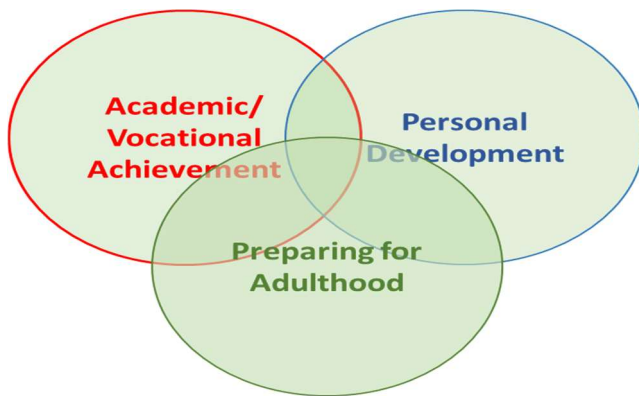 Academic/
Vocational
Achievement
Personal
Development
Preparing for
Adulthood